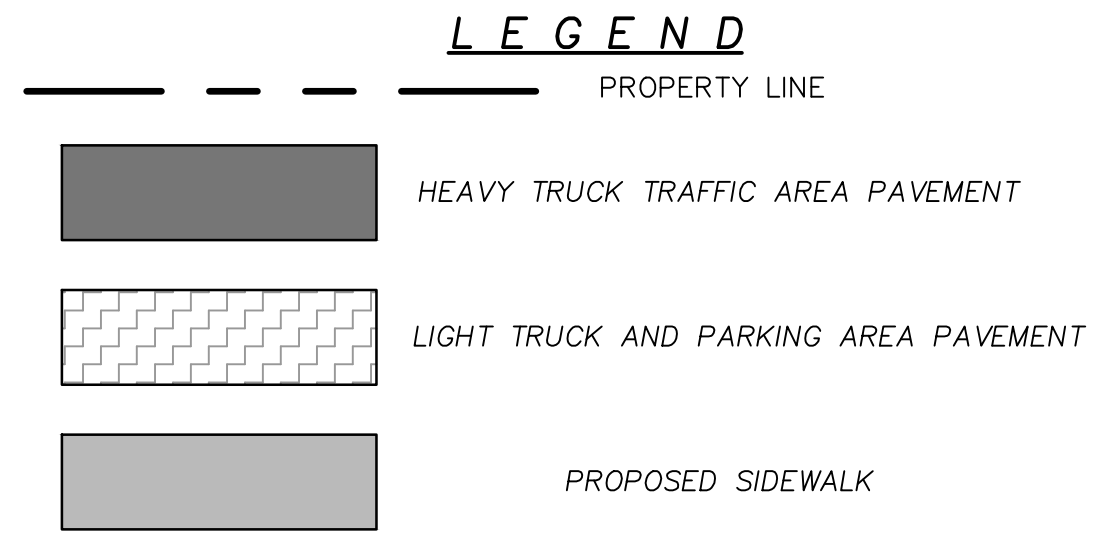 LEGEND
PROPERTY LINE
HEAVY TRUCK TRAFFIC AREA PAVEMENT
LIGHT TRUCK AND PARKING AREA PAVEMENT
PROPOSED SIDEWALK